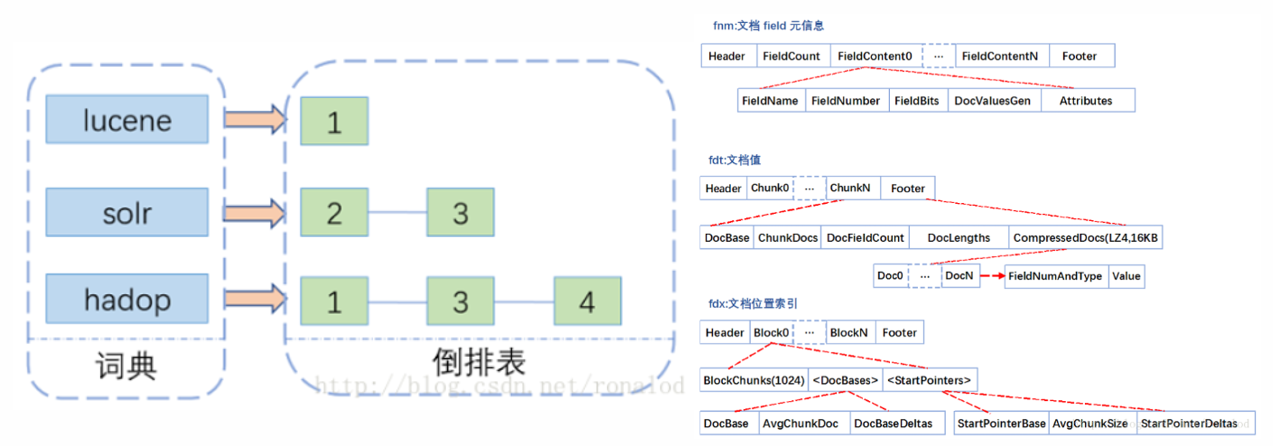 lucene
1
solr
2 3
hadop
1 3 4
词典
倒排表
http://blog.csdn.net/ronalod
fnm:文档 field 元信息
Header FieldCount FieldContent0 ... FieldContentN Footer
FieldName FieldNumber FieldBits DocValuesGen Attributes
fdt:文档值
Header Chunk0 ... ChunkN Footer
DocBase ChunkDocs DocFieldCount DocLengths CompressedDocs(LZ4,16KB
Doc0 ... DocN FieldNumAndType Value
fdx:文档位置索引
Header Block0 ... BlockN Footer
BlockChunks(1024) <DocBases> <StartPointers>
DocBase AvgChunkDoc DocBaseDeltas StartPointerBase AvgChunkSize StartPointerDeltas